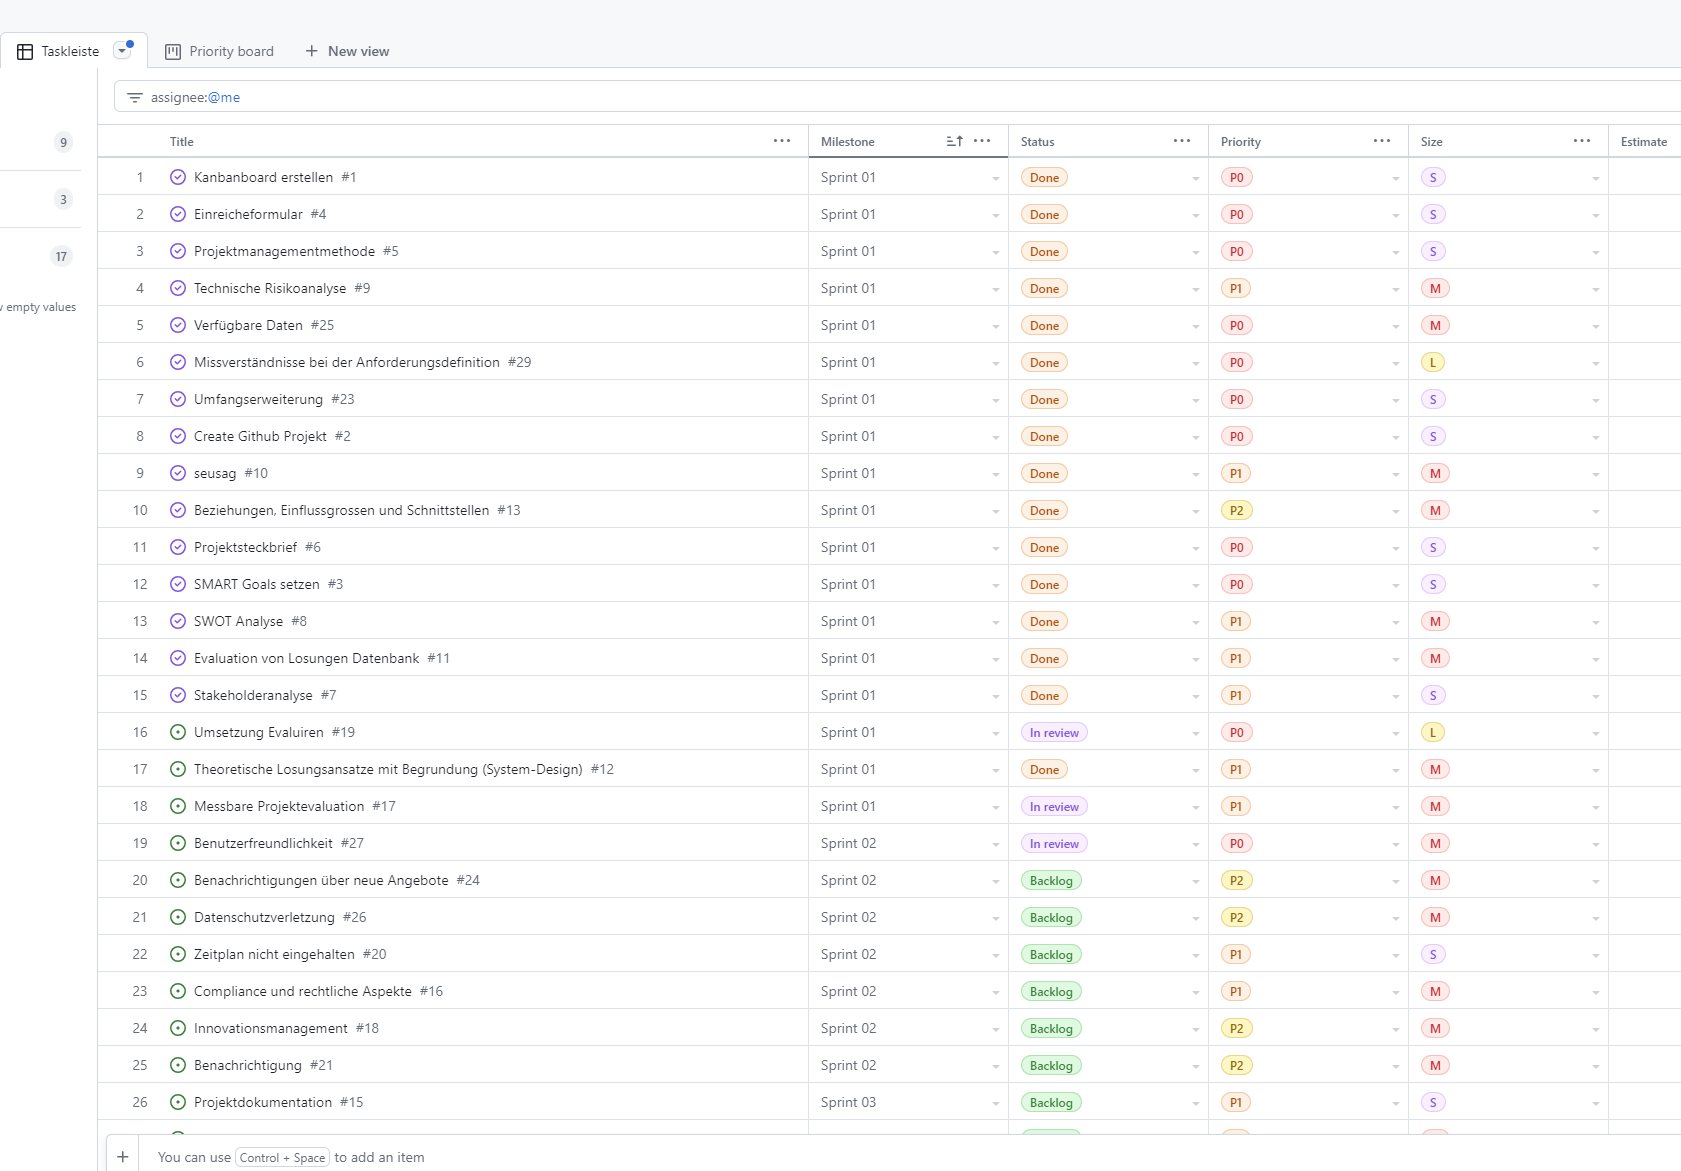 Taskleiste Priority board New view
assignee:@me
9
3
17
empty values
Title Milestone Status Priority Size Estimate
1 Kanbanboard erstellen #1 Sprint 01 Done P0 S
2 Einreicheformular #4 Sprint 01 Done P0 S
3 Projektmanagementmethode #5 Sprint 01 Done P0 S
4 Technische Risikoanalyse #9 Sprint 01 Done P1 M
5 Verfügbare Daten #25 Sprint 01 Done P0 M
6 Missverständnisse bei der Anforderungsdefinition #29 Sprint 01 Done P0 L
7 Umfangserweiterung #23 Sprint 01 Done P0 S
8 Create Github Projekt #2 Sprint 01 Done P0 S
9 seusag #10 Sprint 01 Done P1 M
10 Beziehungen, Einflussgrossen und Schnittstellen #13 Sprint 01 Done P2 M
11 Projektsteckbrief #6 Sprint 01 Done P0 S
12 SMART Goals setzen #3 Sprint 01 Done P0 S
13 SWOT Analyse #8 Sprint 01 Done P1 M
14 Evaluation von Losungen Datenbank #11 Sprint 01 Done P1 M
15 Stakeholderanalyse #7 Sprint 01 Done P1 S
16 Umsetzung Evaluiren #19 Sprint 01 In review P0 L
17 Theoretische Losungsansatze mit Begrundung (System-Design) #12 Sprint 01 Done P1 M
18 Messbare Projektevaluation #17 Sprint 01 In review P1 M
19 Benutzerfreundlichkeit #27 Sprint 02 In review P0 M
20 Benachrichtigungen über neue Angebote #24 Sprint 02 Backlog P2 M
21 Datenschutzverletzung #26 Sprint 02 Backlog P2 M
22 Zeitplan nicht eingehalten #20 Sprint 02 Backlog P1 S
23 Compliance und rechtliche Aspekte #16 Sprint 02 Backlog P1 M
24 Innovationsmanagement #18 Sprint 02 Backlog P2 M
25 Benachrichtigung #21 Sprint 02 Backlog P2 M
26 Projektdokumentation #15 Sprint 03 Backlog P1 S
You can use Control + Space to add an item